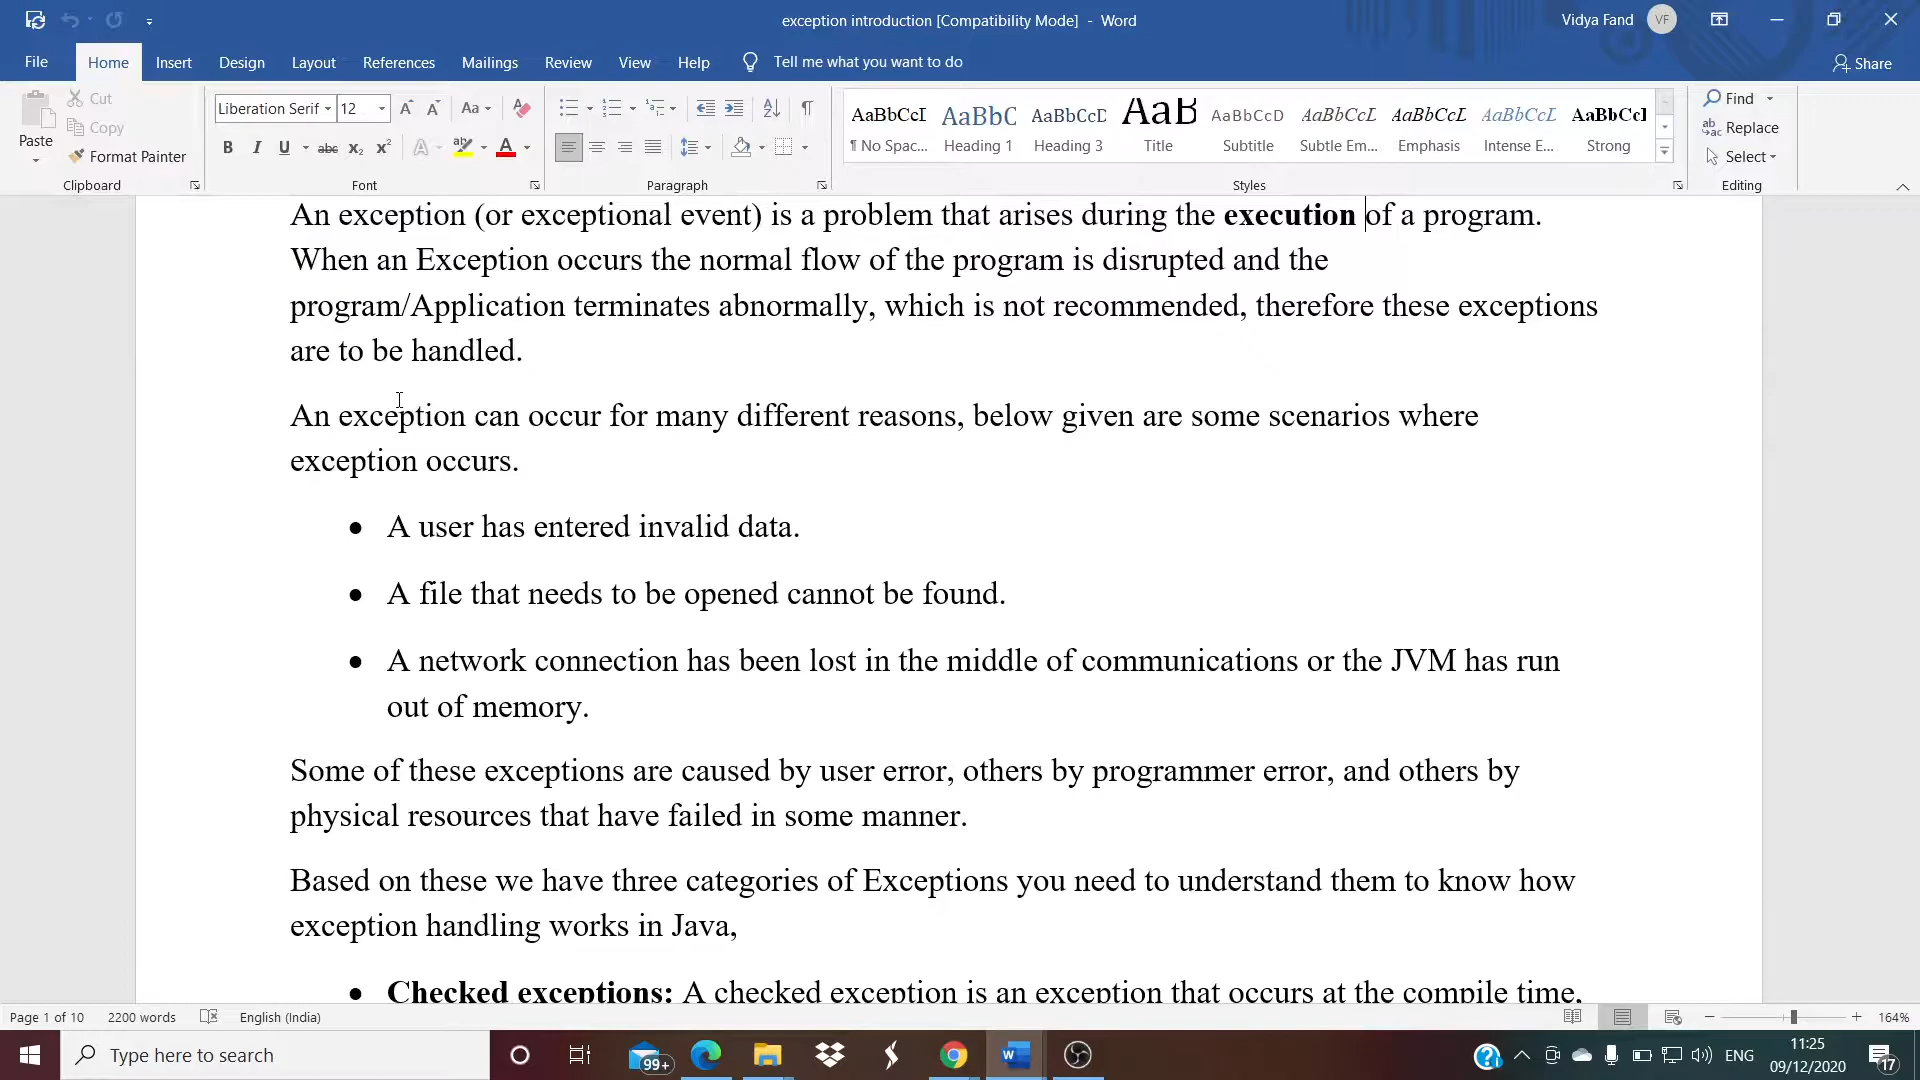 exception introduction [Compatibility Mode] - Word
Vidya Fand
VF
File
Home
Insert
Design
Layout
References
Mailings
Review
View
Help
Tell me what you want to do
Share
Paste
Cut
Copy
Format Painter
Clipboard
Liberation Serif
12
Font
Paragraph
AaBbCcI
¶ No Spac...
AaBbC
Heading 1
AaBbCcD
Heading 3
AaB
Title
AaBbCcD
Subtitle
AaBbCcL
Subtle Em...
AaBbCcL
Emphasis
AaBbCcL
Intense E...
AaBbCcI
Strong
Styles
Find
Replace
Select
Editing
An exception (or exceptional event) is a problem that arises during the execution of a program.
When an Exception occurs the normal flow of the program is disrupted and the
program/Application terminates abnormally, which is not recommended, therefore these exceptions
are to be handled.
An exception can occur for many different reasons, below given are some scenarios where
exception occurs.
• A user has entered invalid data.
• A file that needs to be opened cannot be found.
• A network connection has been lost in the middle of communications or the JVM has run
out of memory.
Some of these exceptions are caused by user error, others by programmer error, and others by
physical resources that have failed in some manner.
Based on these we have three categories of Exceptions you need to understand them to know how
exception handling works in Java,
• Checked exceptions: A checked exception is an exception that occurs at the compile time,
Page 1 of 10
2200 words
English (India)
164%
Type here to search
99+
ENG
11:25
09/12/2020
17